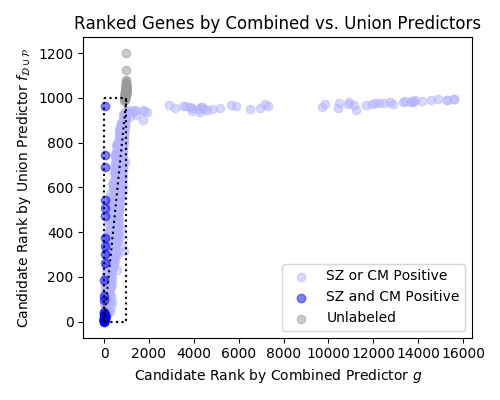 Ranked Genes by Combined vs. Union Predictors
Candidate Rank by Union Predictor f_{D∪P}
1200
1000
800
600
400
200
0
SZ or CM Positive
SZ and CM Positive
Unlabeled
0 2000 4000 6000 8000 10000 12000 14000 16000
Candidate Rank by Combined Predictor g